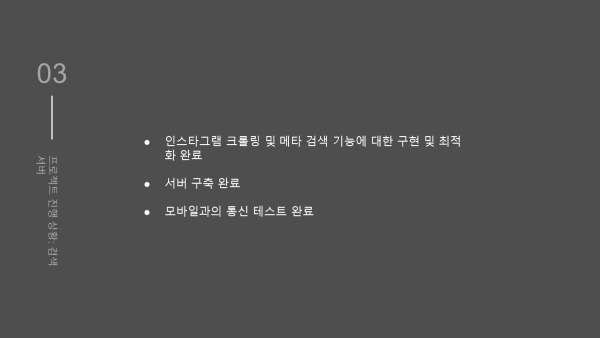 03
프로젝트 진행 상황: 검색
서버
● 인스타그램 크롤링 및 메타 검색 기능에 대한 구현 및 최적
화 완료
● 서버 구축 완료
● 모바일과의 통신 테스트 완료